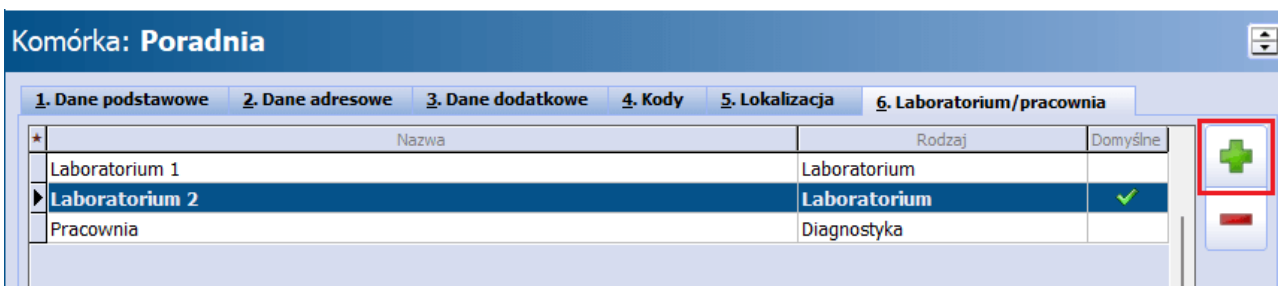 Komórka: Poradnia
1. Dane podstawowe 2. Dane adresowe 3. Dane dodatkowe 4. Kody 5. Lokalizacja 6. Laboratorium/pracownia
Nazwa Rodzaj Domyślne
Laboratorium 1 Laboratorium
Laboratorium 2 Laboratorium
Pracownia Diagnostyka